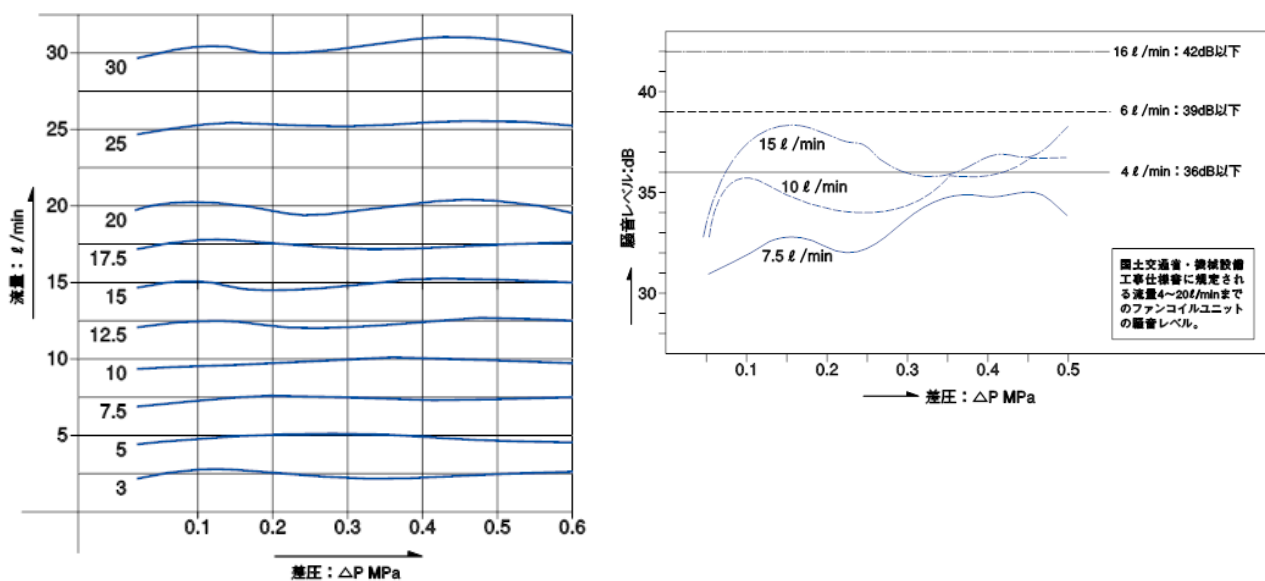 30
30
25
25
20
20
17.5
15
15
12.5
10
10
7.5
5
5
3
流量：ℓ/min
0.1 0.2 0.3 0.4 0.5 0.6
差圧：△P MPa
16ℓ/min：42dB以下
40
6ℓ/min：39dB以下
15ℓ/min
4ℓ/min：36dB以下
10ℓ/min
35
7.5ℓ/min
30
騒音レベル:dB
国土交通省・機械設備
工事仕様書に規定され
る流量4～20ℓ/minまで
のファンコイルユニット
の騒音レベル。
0.1 0.2 0.3 0.4 0.5
差圧：△P MPa